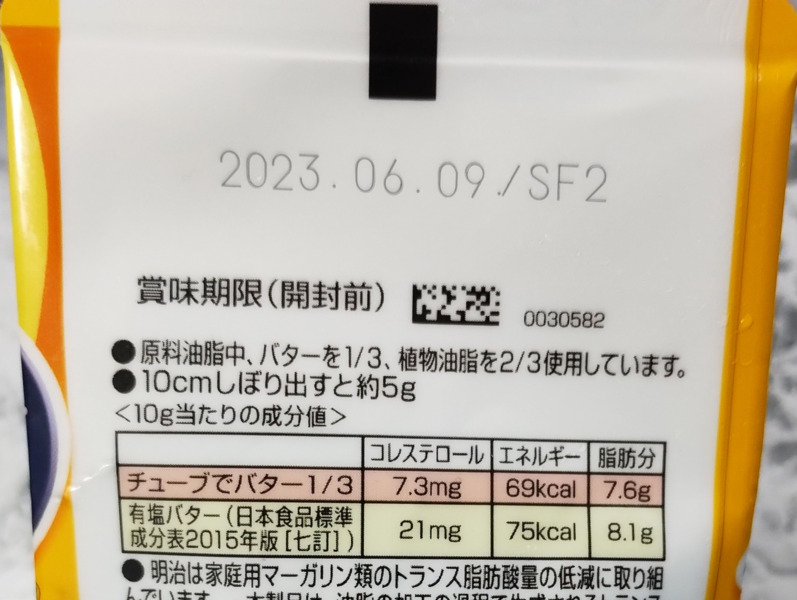 2023.06.09./SF2
賞味期限(開封前)
0030582
●原料油脂中、バターを1/3、植物油脂を2/3使用しています。
●10cmしぼり出すと約5g
<10g当たりの成分値>
コレステロール エネルギー 脂肪分
チューブでバター1/3 7.3mg 69kcal 7.6g
有塩バター(日本食品標準
成分表2015年版[七訂]) 21mg 75kcal 8.1g
●明治は家庭用マーガリン類のトランス脂肪酸量の低減に取り組
んでいます。